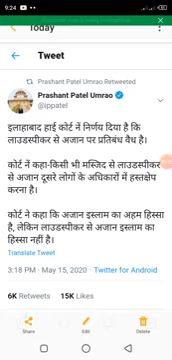 9:24
Today
Tweet
Prashant Patel Umrao Retweeted
Prashant Patel Umrao
@ippatel
इलाहाबाद हाई कोर्ट नें निर्णय दिया है कि
लाउडस्पीकर से अजान पर प्रतिबंध वैध है।
कोर्ट नें कहा-किसी भी मस्जिद से लाउडस्पीकर
से अजान दूसरे लोगों के अधिकारों में हस्तक्षेप
करना है।
कोर्ट ने कहा कि अजान इस्लाम का अहम हिस्सा
है, लेकिन लाउडस्पीकर से अजान इस्लाम का
हिस्सा नहीं है।
Translate Tweet
3:18 PM · May 15, 2020 · Twitter for Android
6K Retweets 15K Likes
Share Edit Delete